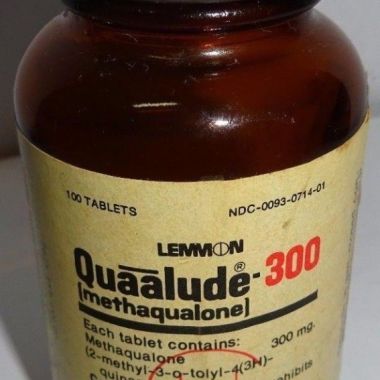 100 TABLETS NDC-0093-0714-01
LEMMON
Quāālude®-300
[methaqualone]
Each tablet contains:
Methaqualone 300 mg.
(2-methyl-3-o-tolyl-4(3H)-